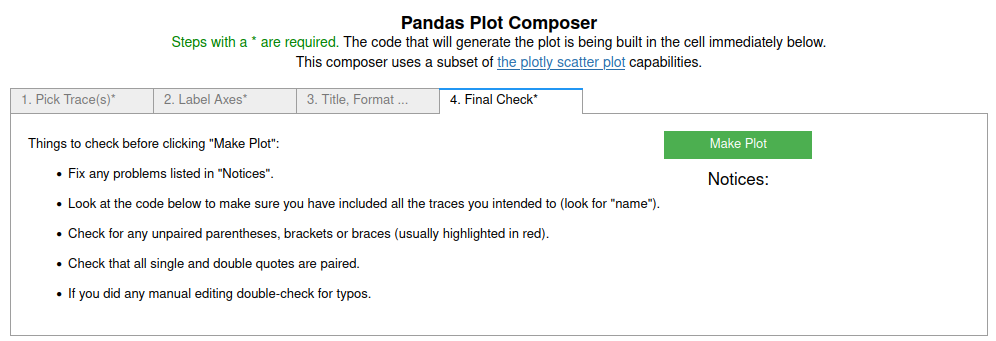 Pandas Plot Composer
Steps with a * are required. The code that will generate the plot is being built in the cell immediately below.
This composer uses a subset of the plotly scatter plot capabilities.
1. Pick Trace(s)*
2. Label Axes*
3. Title, Format ...
4. Final Check*
Things to check before clicking "Make Plot":
• Fix any problems listed in "Notices".
• Look at the code below to make sure you have included all the traces you intended to (look for "name").
• Check for any unpaired parentheses, brackets or braces (usually highlighted in red).
• Check that all single and double quotes are paired.
• If you did any manual editing double-check for typos.
Make Plot
Notices: